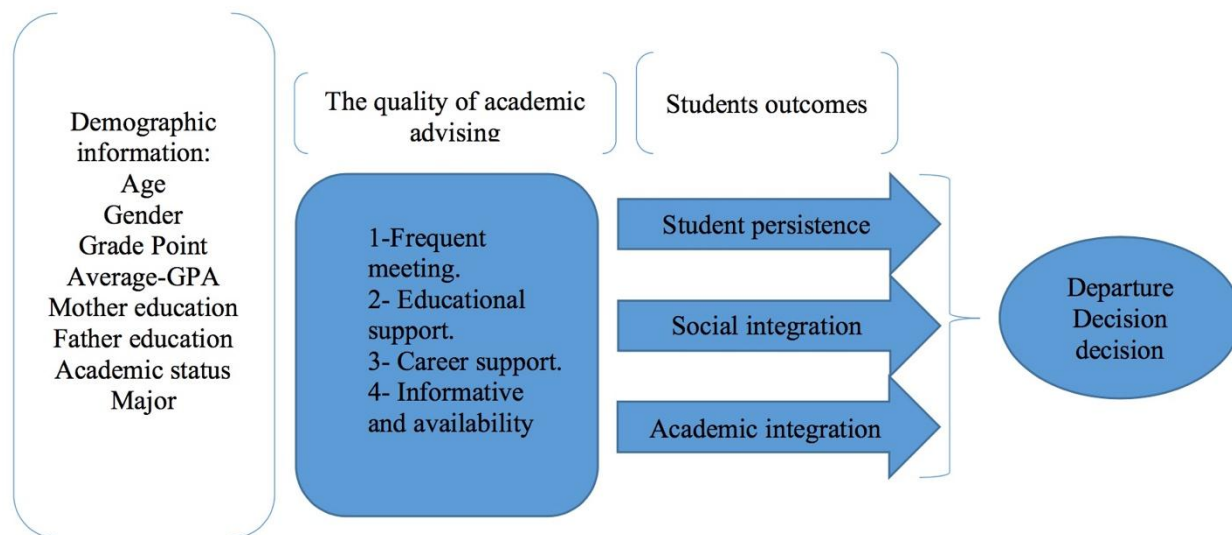 Demographic
information:
Age
Gender
Grade Point
Average-GPA
Mother education
Father education
Academic status
Major
The quality of academic
advising
1-Frequent
meeting.
2- Educational
support.
3- Career support.
4- Informative
and availability
Students outcomes
Student persistence
Social integration
Academic integration
Departure
Decision
decision